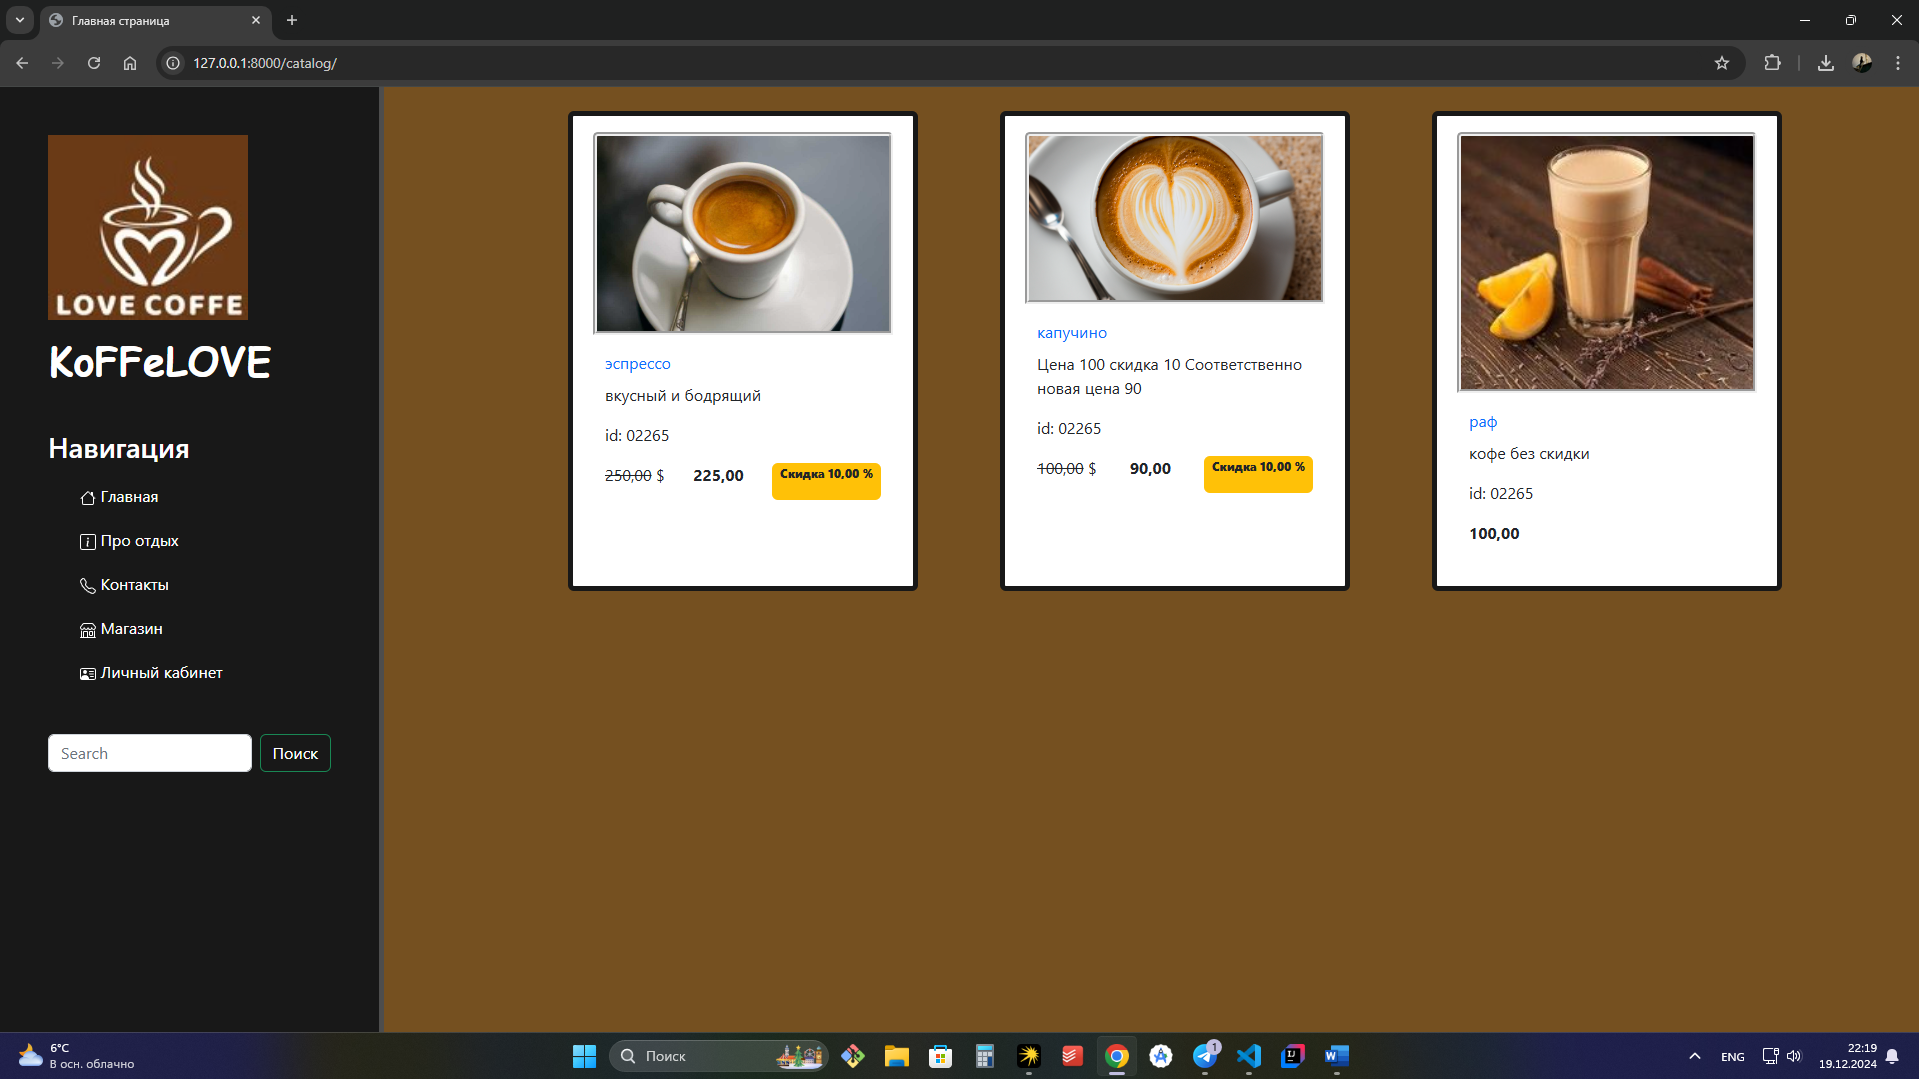 Главная страница
127.0.0.1:8000/catalog/
LOVE COFFE
KoFFeLOVE
Навигация
Главная
Про отдых
Контакты
Магазин
Личный кабинет
Search
Поиск
эспрессо
вкусный и бодрящий
id: 02265
250,00 $ 225,00 Скидка 10,00 %
капучино
Цена 100 скидка 10 Соответственно
новая цена 90
id: 02265
100,00 $ 90,00 Скидка 10,00 %
раф
кофе без скидки
id: 02265
100,00
6°C
В осн. облачно
Поиск
1
ENG
22:19
19.12.2024